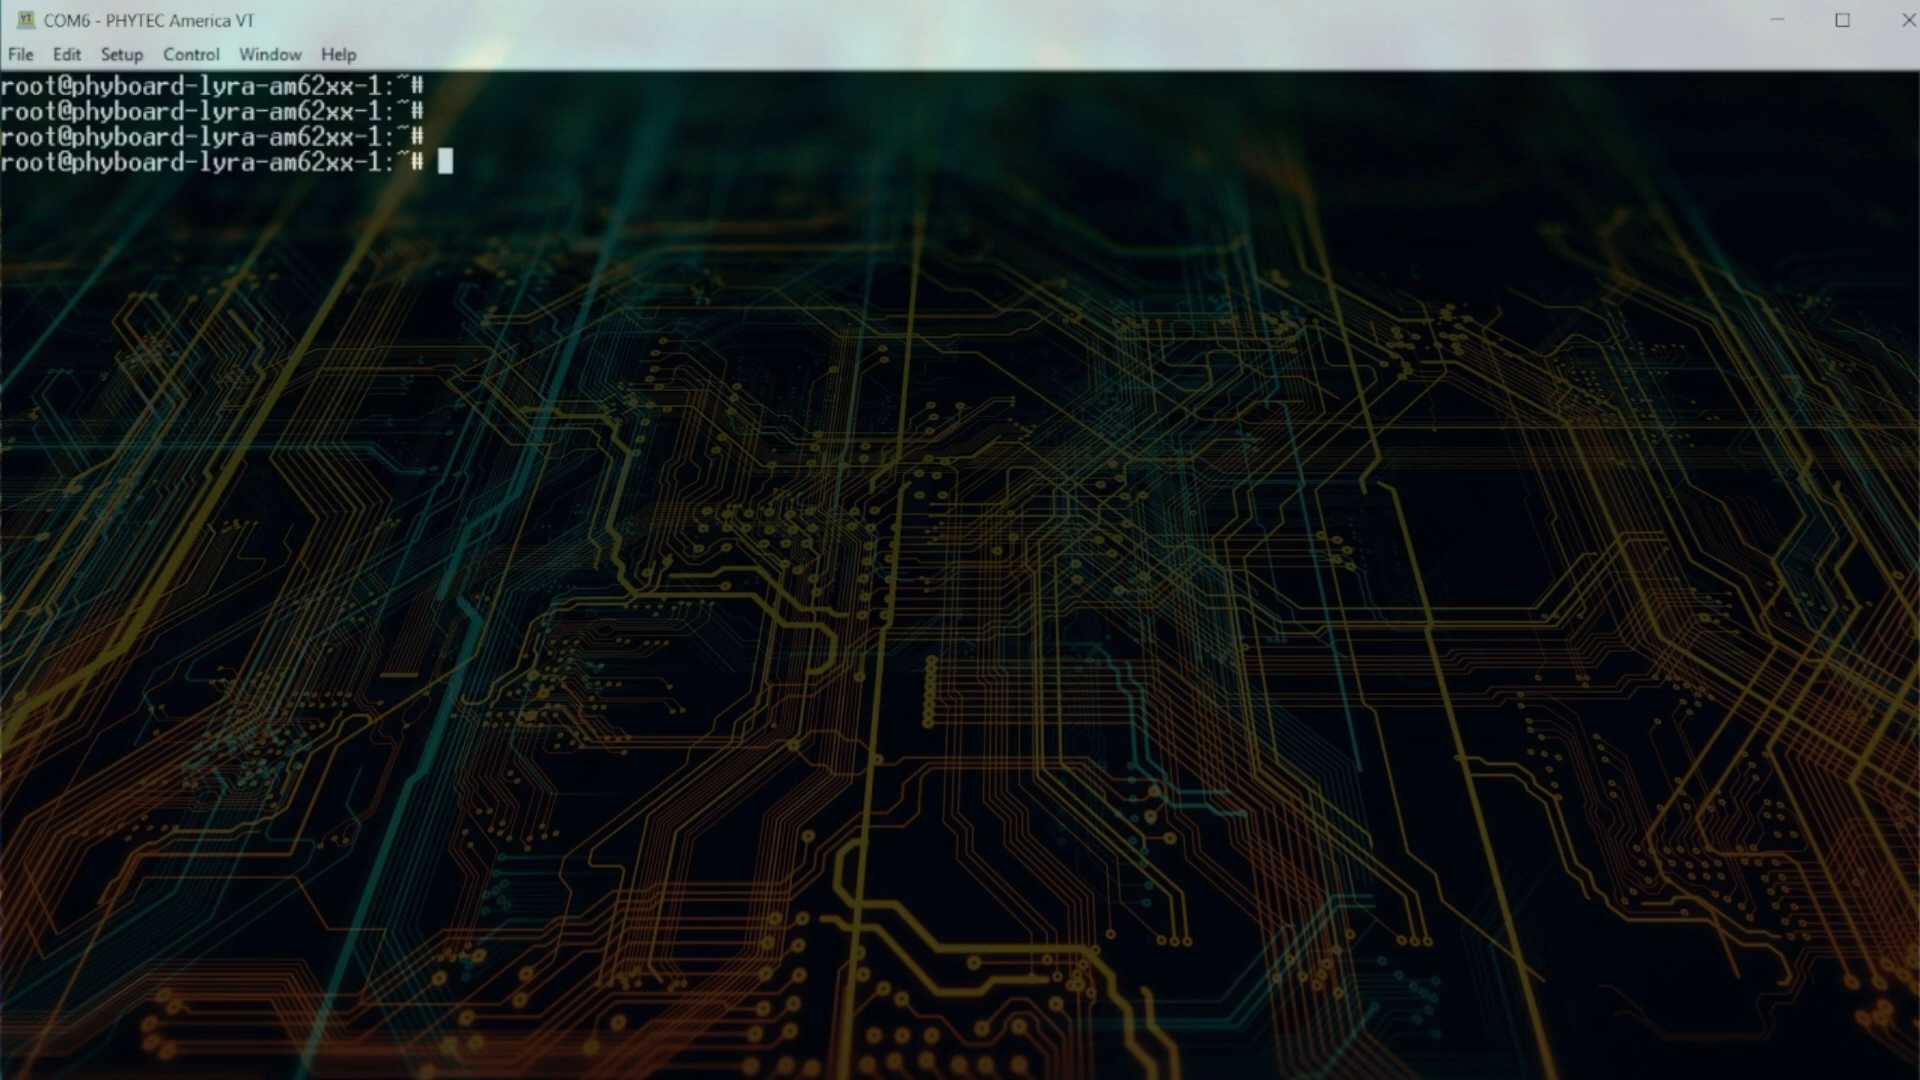 COM6 - PHYTEC America VT
File Edit Setup Control Window Help
root@phyboard-lyra-am62xx-1:~#
root@phyboard-lyra-am62xx-1:~#
root@phyboard-lyra-am62xx-1:~#
root@phyboard-lyra-am62xx-1:~#